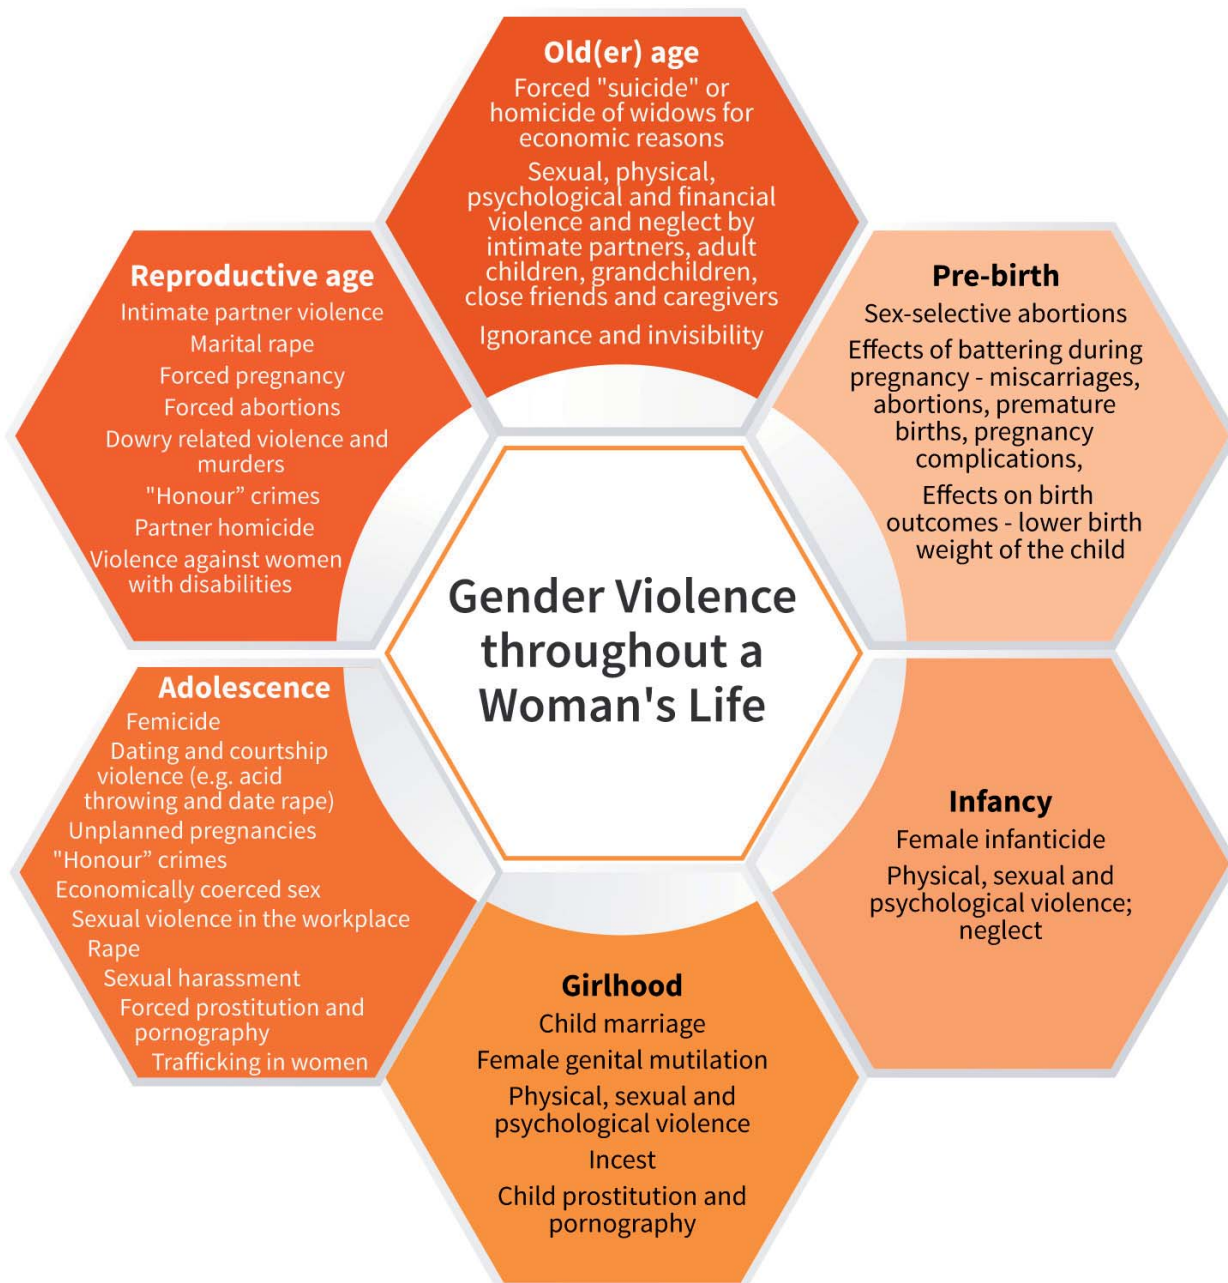 Old(er) age
Forced "suicide" or
homicide of widows for
economic reasons
Sexual, physical,
psychological and financial
violence and neglect by
intimate partners, adult
children, grandchildren,
close friends and caregivers
Ignorance and invisibility
Pre-birth
Sex-selective abortions
Effects of battering during
pregnancy - miscarriages,
abortions, premature
births, pregnancy
complications,
Effects on birth
outcomes - lower birth
weight of the child
Infancy
Female infanticide
Physical, sexual and
psychological violence;
neglect
Girlhood
Child marriage
Female genital mutilation
Physical, sexual and
psychological violence
Incest
Child prostitution and
pornography
Adolescence
Femicide
Dating and courtship
violence (e.g. acid
throwing and date rape)
Unplanned pregnancies
"Honour” crimes
Economically coerced sex
Sexual violence in the workplace
Rape
Sexual harassment
Forced prostitution and
pornography
Trafficking in women
Reproductive age
Intimate partner violence
Marital rape
Forced pregnancy
Forced abortions
Dowry related violence and
murders
"Honour” crimes
Partner homicide
Violence against women
with disabilities
Gender Violence
throughout a
Woman's Life